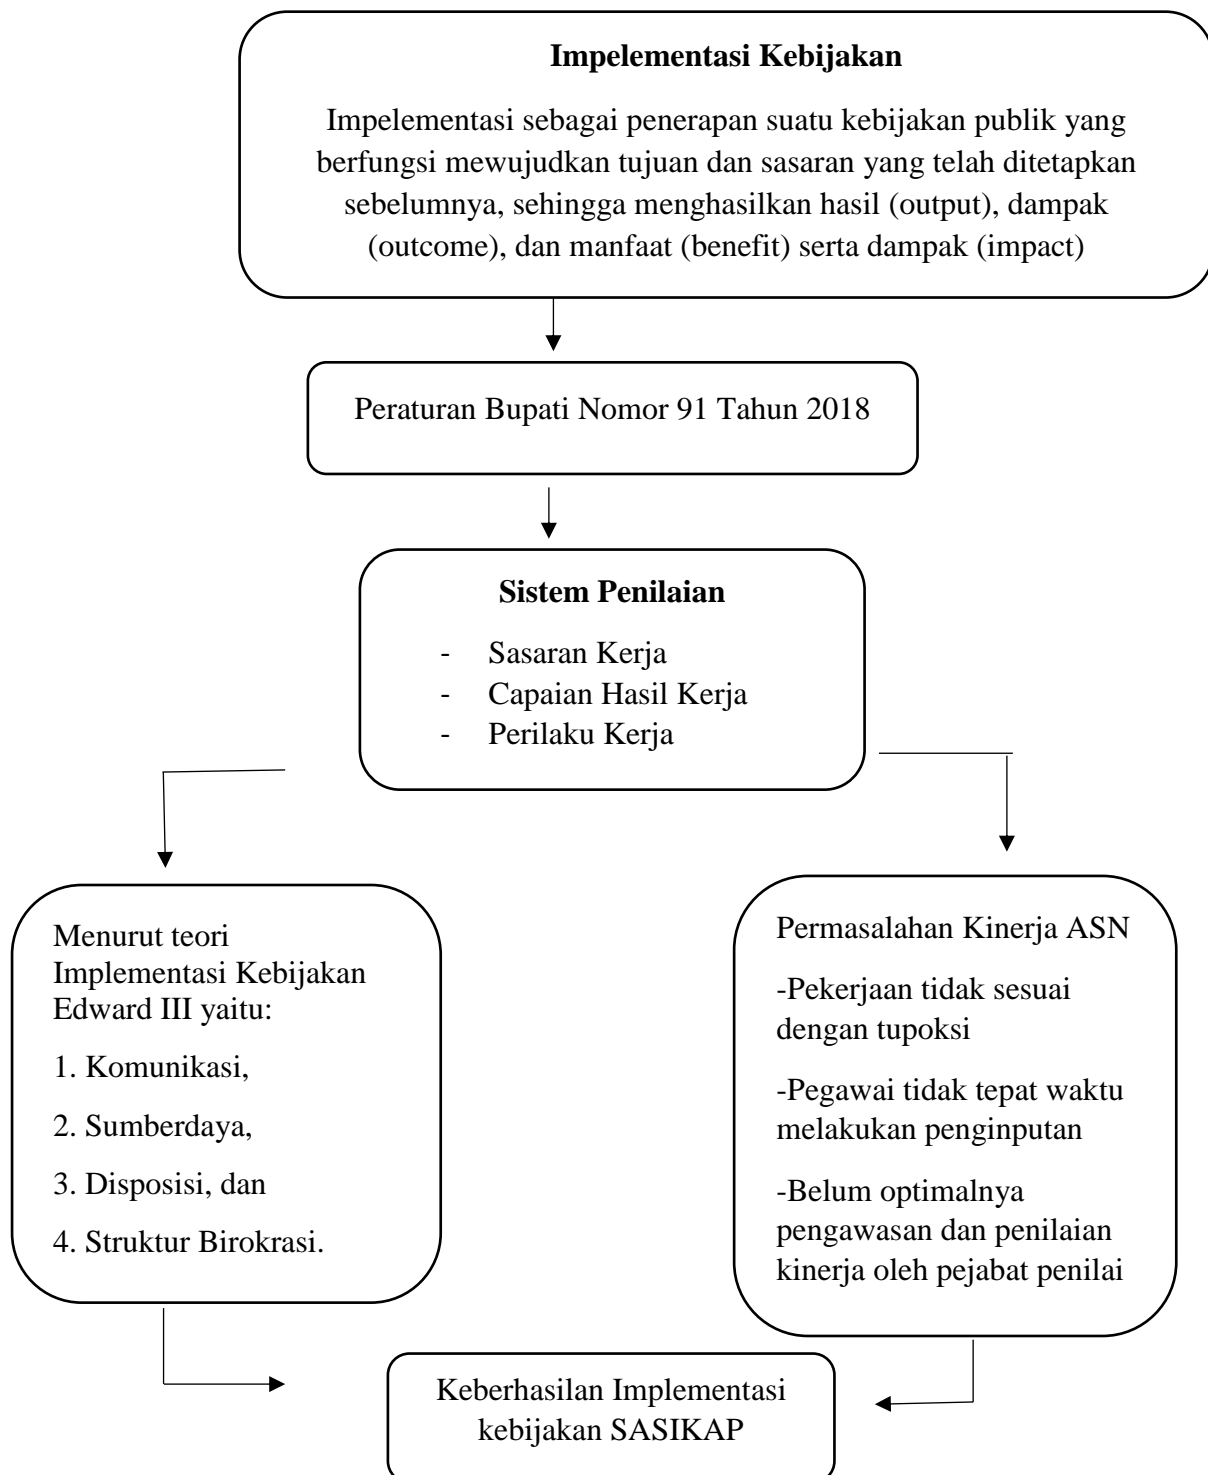 Impelementasi Kebijakan
Impelementasi sebagai penerapan suatu kebijakan publik yang
berfungsi mewujudkan tujuan dan sasaran yang telah ditetapkan
sebelumnya, sehingga menghasilkan hasil (output), dampak
(outcome), dan manfaat (benefit) serta dampak (impact)
Peraturan Bupati Nomor 91 Tahun 2018
Sistem Penilaian
- Sasaran Kerja
- Capaian Hasil Kerja
- Perilaku Kerja
Menurut teori
Implementasi Kebijakan
Edward III yaitu:
1. Komunikasi,
2. Sumberdaya,
3. Disposisi, dan
4. Struktur Birokrasi.
Permasalahan Kinerja ASN
-Pekerjaan tidak sesuai
dengan tupoksi
-Pegawai tidak tepat waktu
melakukan penginputan
-Belum optimalnya
pengawasan dan penilaian
kinerja oleh pejabat penilai
Keberhasilan Implementasi
kebijakan SASIKAP